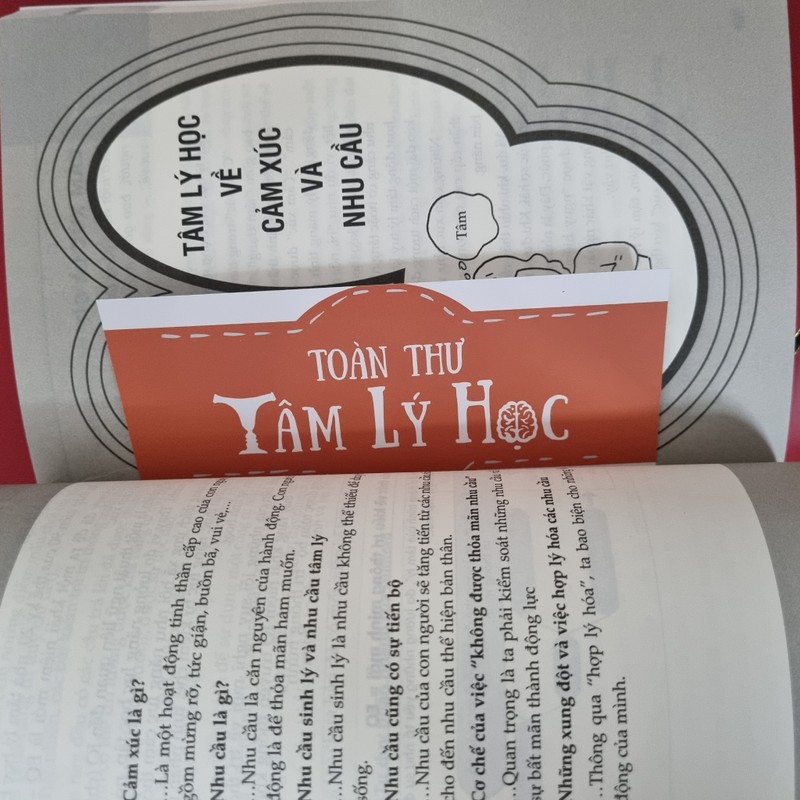 TÂM LÝ HỌC
VỀ
CẢM XÚC
VÀ
NHU CẦU
Tâm
TOÀN THƯ
TÂM LÝ HỌC
Cảm xúc là gì?
…Là một hoạt động tinh thần cấp cao của con
gồm mừng rỡ, tức giận, buồn bã, vui vẻ,…
Nhu cầu là gì?
…Nhu cầu là căn nguyên của hành động. Con
động là để thỏa mãn ham muốn.
Nhu cầu sinh lý và nhu cầu tâm lý
…Nhu cầu sinh lý là nhu cầu không thể thiếu để
sống.
Nhu cầu cũng có sự tiến bộ
…Nhu cầu của con người sẽ tăng tiến từ các nhu cầu
cho đến nhu cầu thể hiện bản thân.
Cơ chế của việc “không được thỏa mãn nhu cầu”
…Quan trọng là ta phải kiểm soát những nhu cầu
sự bất mãn thành động lực
Những xung đột và việc hợp lý hóa các nhu cầu
…Thông qua “hợp lý hóa”, ta bao biện cho
động của mình.